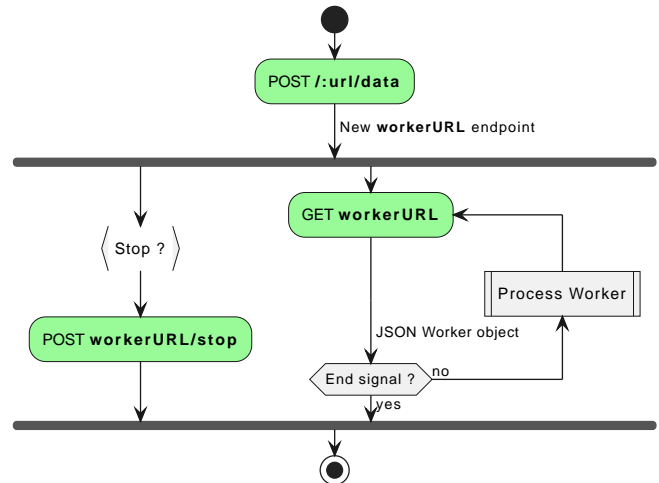 POST /:url/data
New workerURL endpoint
GET workerURL
Stop ?
Process Worker
POST workerURL/stop
JSON Worker object
End signal ?
no
yes